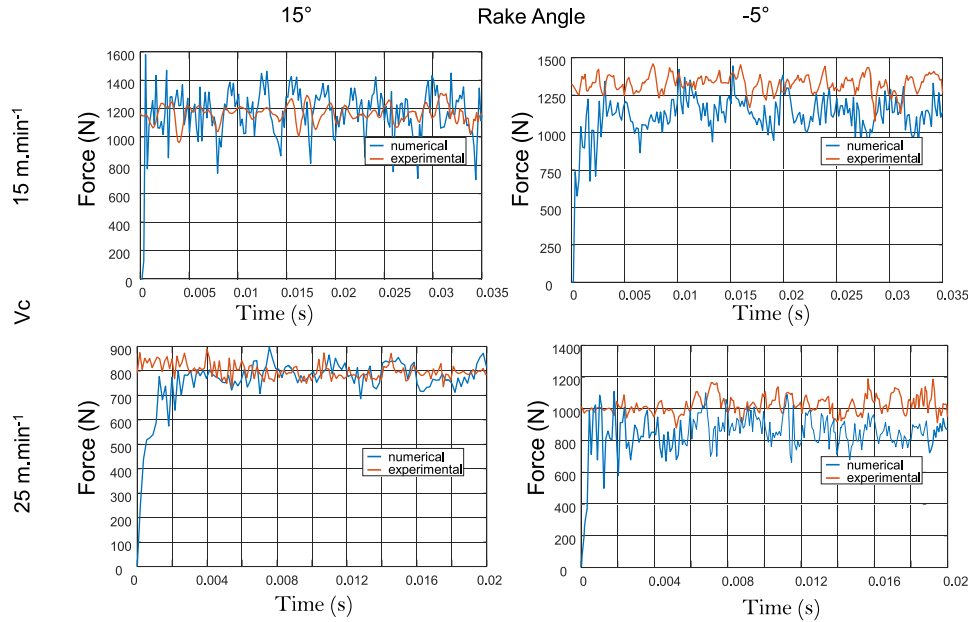 15° Rake Angle -5°
15 m.min⁻¹
Vc
25 m.min⁻¹
Force (N)
1600
1400
1200
1000
800
600
400
200
0
numerical
experimental
0 0.005 0.01 0.015 0.02 0.025 0.03 0.035
Time (s)
Force (N)
1500
1250
1000
750
500
250
0
numerical
experimental
0 0.005 0.01 0.015 0.02 0.025 0.03 0.035
Time (s)
Force (N)
900
800
700
600
500
400
300
200
100
0
numerical
experimental
0 0.004 0.008 0.012 0.016 0.02
Time (s)
Force (N)
1400
1200
1000
800
600
400
200
0
numerical
experimental
0 0.004 0.008 0.012 0.016 0.02
Time (s)